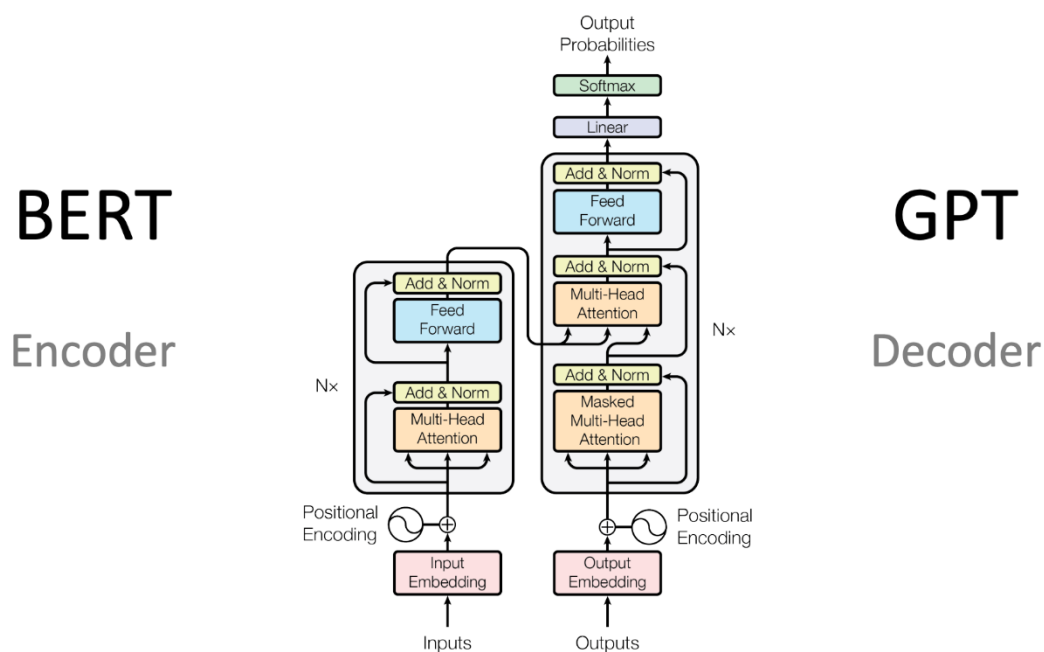 BERT
Encoder
Output
Probabilities
Softmax
Linear
Add & Norm
Feed
Forward
Add & Norm
Multi-Head
Attention
Add & Norm
Masked
Multi-Head
Attention
Nx
Positional
Encoding
Output
Embedding
Outputs
Add & Norm
Feed
Forward
Add & Norm
Multi-Head
Attention
Nx
Positional
Encoding
Input
Embedding
Inputs
GPT
Decoder